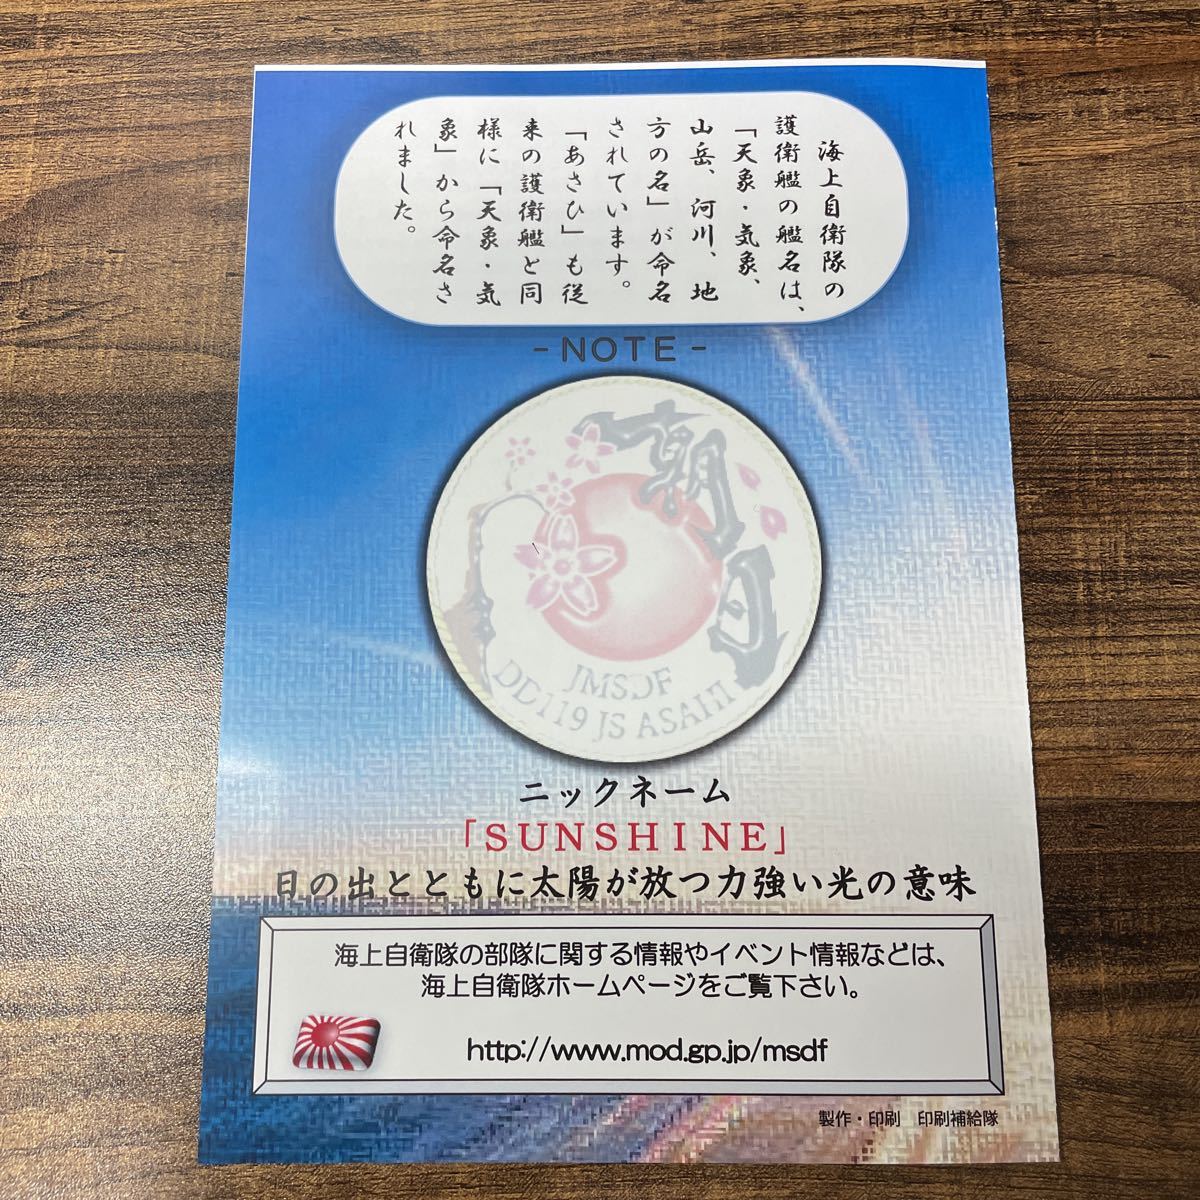 海上自衛隊の
護衛艦の艦名は、
「天象・気象、
山岳、河川、地
方の名」が命名
されています。
「あさひ」も従
来の護衛艦と同
様に「天象・気
象」から命名さ
れました。
-NOTE-
朝日
JMSDF
DD119 JS ASAHI
ニックネーム
「SUNSHINE」
日の出とともに太陽が放つ力強い光の意味
海上自衛隊の部隊に関する情報やイベント情報などは、
海上自衛隊ホームページをご覧下さい。
http://www.mod.gp.jp/msdf
製作・印刷　印刷補給隊